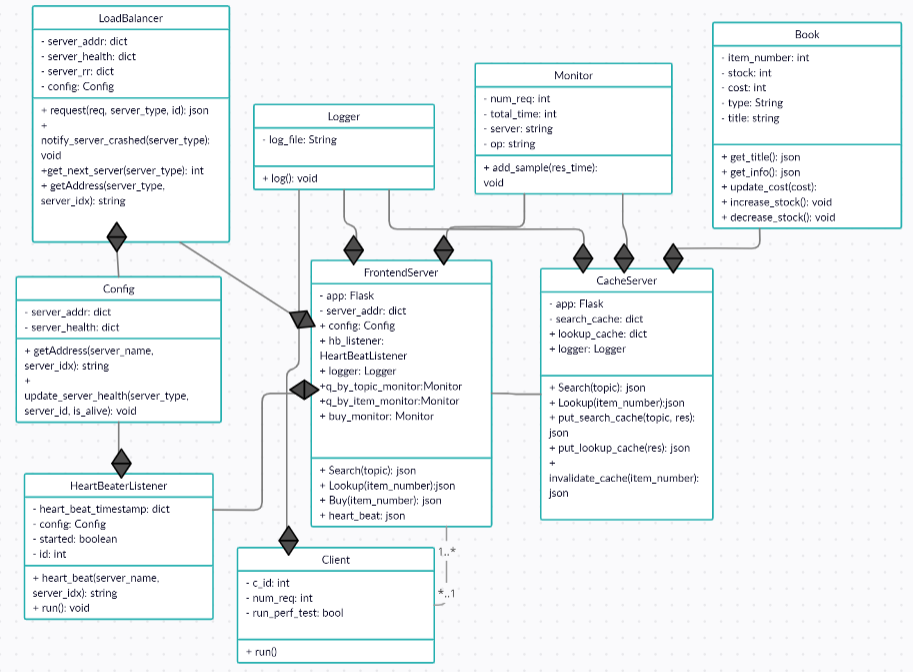 LoadBalancer
- server_addr: dict
- server_health: dict
- server_rr: dict
- config: Config
+ request(req, server_type, id): json
+
notify_server_crashed(server_type):
void
+get_next_server(server_type): int
+ getAddress(server_type,
server_idx): string
Logger
- log_file: String
+ log(): void
Monitor
- num_req: int
- total_time: int
- server: string
- op: string
+ add_sample(res_time):
void
Book
- item_number: int
- stock: int
- cost: int
- type: String
- title: string
+ get_title(): json
+ get_info(): json
+ update_cost(cost):
+ increase_stock(): void
+ decrease_stock(): void
Config
- server_addr: dict
- server_health: dict
+ getAddress(server_name,
server_idx): string
+
update_server_health(server_type,
server_id, is_alive): void
FrontendServer
- app: Flask
- server_addr: dict
+ config: Config
+ hb_listener:
HeartBeatListener
+ logger: Logger
+q_by_topic_monitor:Monitor
+q_by_item_monitor:Monitor
+ buy_monitor: Monitor
+ Search(topic): json
+ Lookup(item_number):json
+ Buy(item_number): json
+ heart_beat: json
CacheServer
- app: Flask
- search_cache: dict
+ lookup_cache: dict
+ logger: Logger
+ Search(topic): json
+ Lookup(item_number):json
+ put_search_cache(topic, res):
json
+ put_lookup_cache(res): json
+
invalidate_cache(item_number):
json
HeartBeaterListener
- heart_beat_timestamp: dict
- config: Config
- started: boolean
- id: int
+ heart_beat(server_name,
server_idx): string
+ run(): void
Client
- c_id: int
- num_req: int
- run_perf_test: bool
+ run()
1..*
*..1